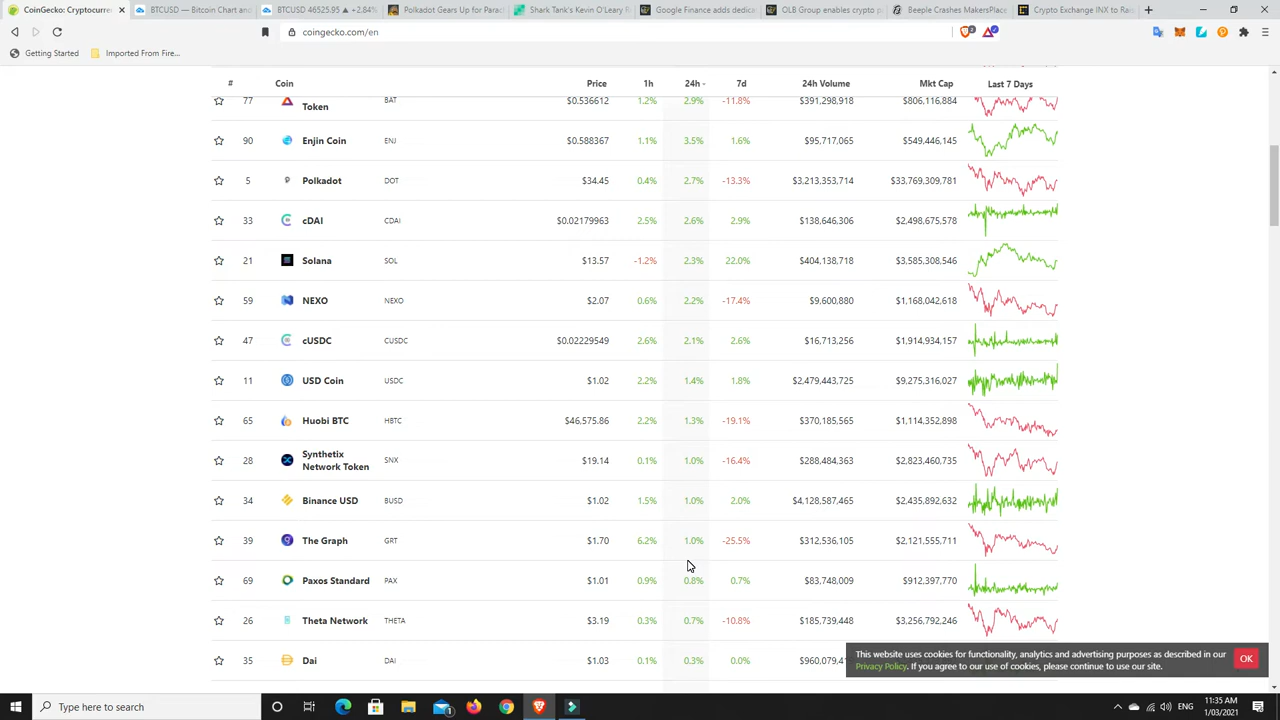 CoinGecko: Cryptocurr
BTCUSD — Bitcoin Chart and
BTCUSD 46525.95 ▲ +2.84%
Polkadot Gears Up for Parac
Shark Tank's Kevin O'Leary R
Google Finance adds dedica
OLB Group enables crypto p
Beeple Crashes MakersPlace
Crypto Exchange INX to Rai
coingecko.com/en
Getting Started
Imported From Fire...
# Coin Price 1h 24h 7d 24h Volume Mkt Cap Last 7 Days
77 Token BAT $0.536612 1.2% 2.9% -11.8% $391,298,918 $806,116,884
90 Enjin Coin ENJ $0.588367 1.1% 3.5% 1.6% $95,717,065 $549,446,145
5 Polkadot DOT $34.45 0.4% 2.7% -13.3% $3,213,353,714 $33,769,309,781
33 cDAI CDAI $0.02179963 2.5% 2.6% 2.9% $138,646,306 $2,498,675,578
21 Solana SOL $13.57 -1.2% 2.3% 22.0% $404,138,718 $3,585,308,546
59 NEXO NEXO $2.07 0.6% 2.2% -17.4% $9,600,880 $1,168,042,618
47 cUSDC CUSDC $0.02229549 2.6% 2.1% 2.6% $16,713,256 $1,914,934,157
11 USD Coin USDC $1.02 2.2% 1.4% 1.8% $2,479,443,725 $9,275,316,027
69 Huobi BTC HBTC $46,575.86 2.2% 1.3% -19.1% $370,185,565 $1,114,352,898
28 Synthetix Network Token SNX $19.14 0.1% 1.0% -16.4% $288,484,363 $2,823,460,735
34 Binance USD BUSD $1.02 1.5% 1.0% 2.0% $4,128,587,465 $2,435,892,632
39 The Graph GRT $1.70 6.2% 1.0% -25.5% $312,536,105 $2,121,555,711
69 Paxos Standard PAX $1.01 0.9% 0.8% 0.7% $83,748,009 $912,397,770
26 Theta Network THETA $3.19 0.3% 0.7% -10.8% $185,739,448 $3,256,792,246
35 Dai DAI $1.03 0.1% 0.3% 0.0% $960,079,4
This website uses cookies for functionality, analytics and advertising purposes as described in our
Privacy Policy. If you agree to our use of cookies, please continue to use our site.
OK
Type here to search
ENG
11:35 AM
1/03/2021